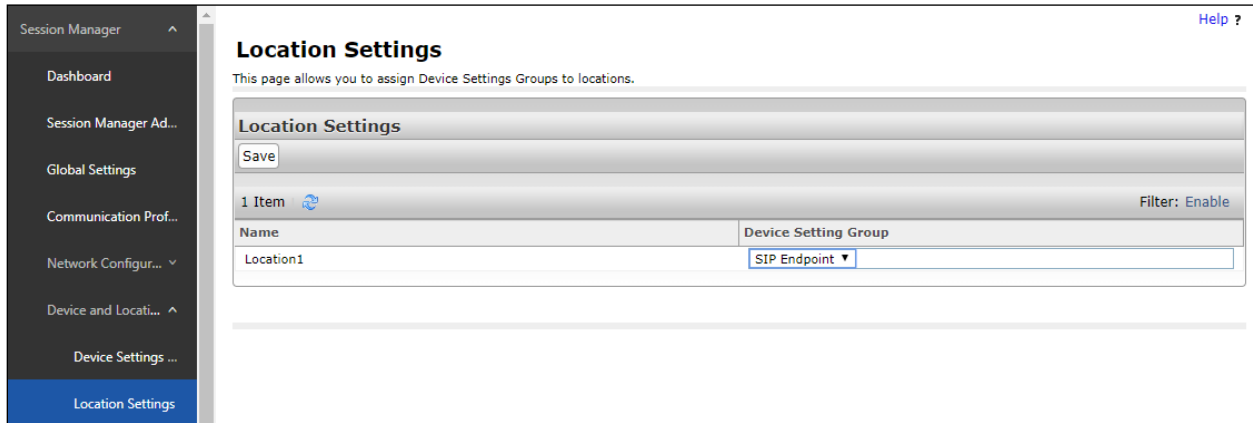 Session Manager
Dashboard
Session Manager Ad...
Global Settings
Communication Prof...
Network Configur...
Device and Locati...
Device Settings ...
Location Settings
Help ?
Location Settings
This page allows you to assign Device Settings Groups to locations.
Location Settings
Save
1 Item Filter: Enable
Name Device Setting Group
Location1 SIP Endpoint